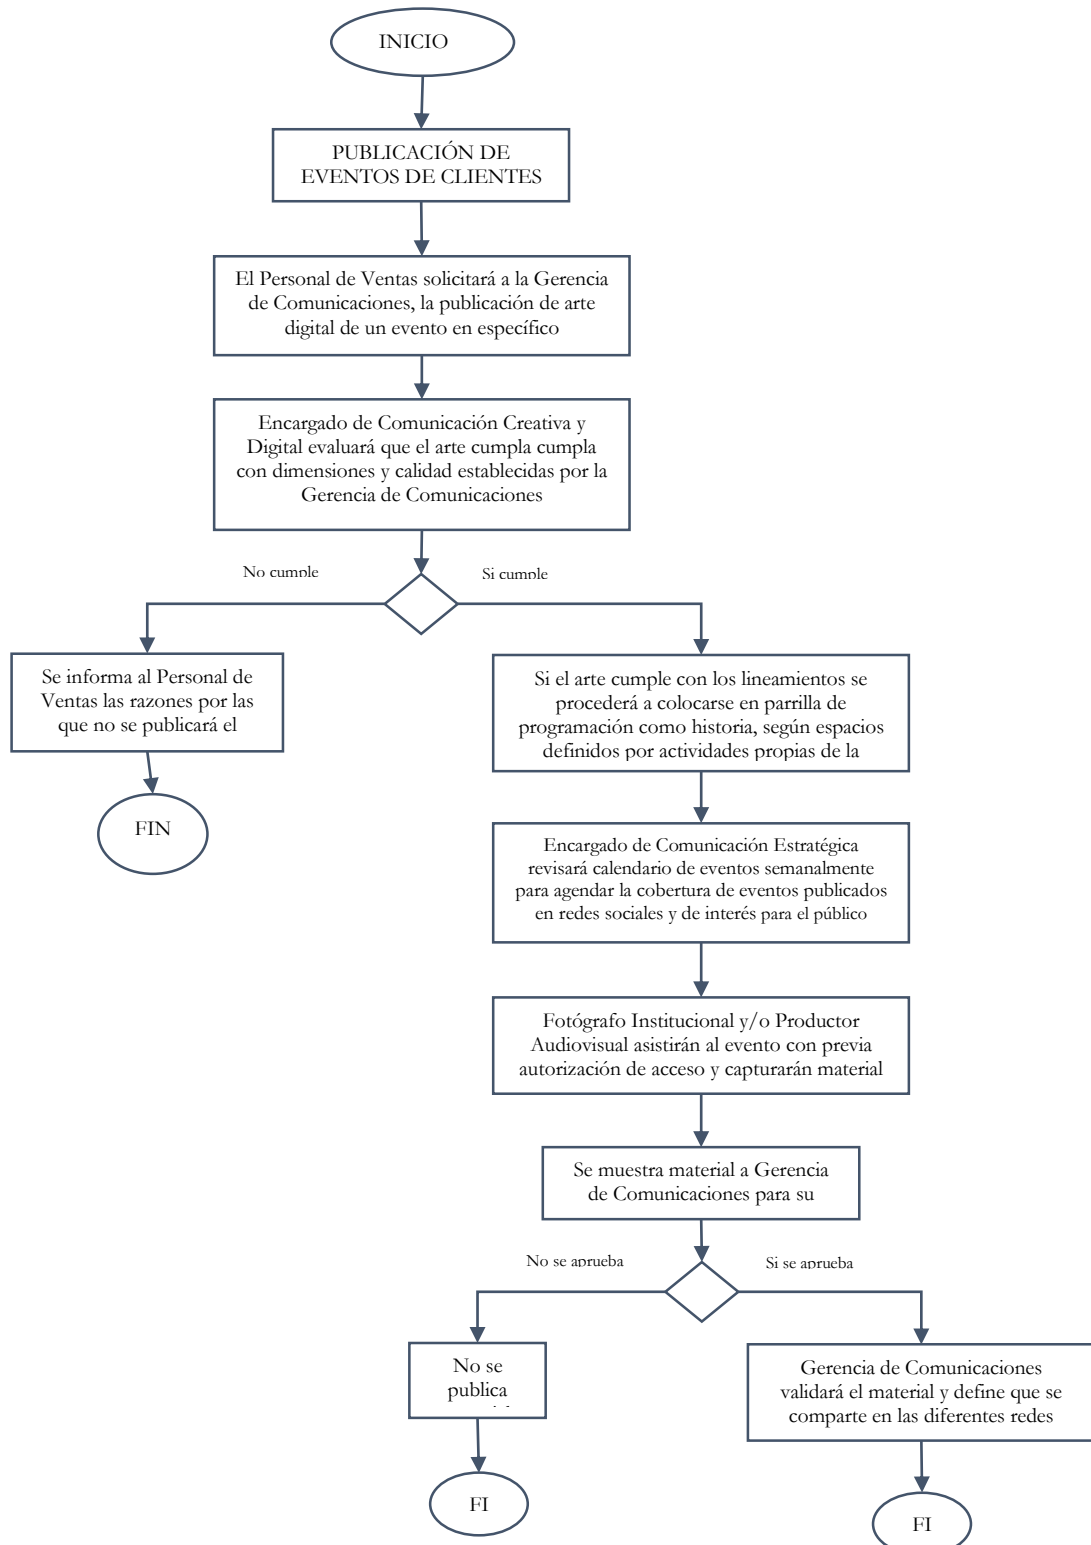 INICIO
PUBLICACIÓN DE
EVENTOS DE CLIENTES
El Personal de Ventas solicitará a la Gerencia
de Comunicaciones, la publicación de arte
digital de un evento en específico
Encargado de Comunicación Creativa y
Digital evaluará que el arte cumpla cumpla
con dimensiones y calidad establecidas por la
Gerencia de Comunicaciones
No cumple
Si cumple
Se informa al Personal de
Ventas las razones por las
que no se publicará el
FIN
Si el arte cumple con los lineamientos se
procederá a colocarse en parrilla de
programación como historia, según espacios
definidos por actividades propias de la
Encargado de Comunicación Estratégica
revisará calendario de eventos semanalmente
para agendar la cobertura de eventos publicados
en redes sociales y de interés para el público
Fotógrafo Institucional y/o Productor
Audiovisual asistirán al evento con previa
autorización de acceso y capturarán material
Se muestra material a Gerencia
de Comunicaciones para su
No se aprueba
Si se aprueba
No se
publica
Gerencia de Comunicaciones
validará el material y define que se
comparte en las diferentes redes
FI
FI